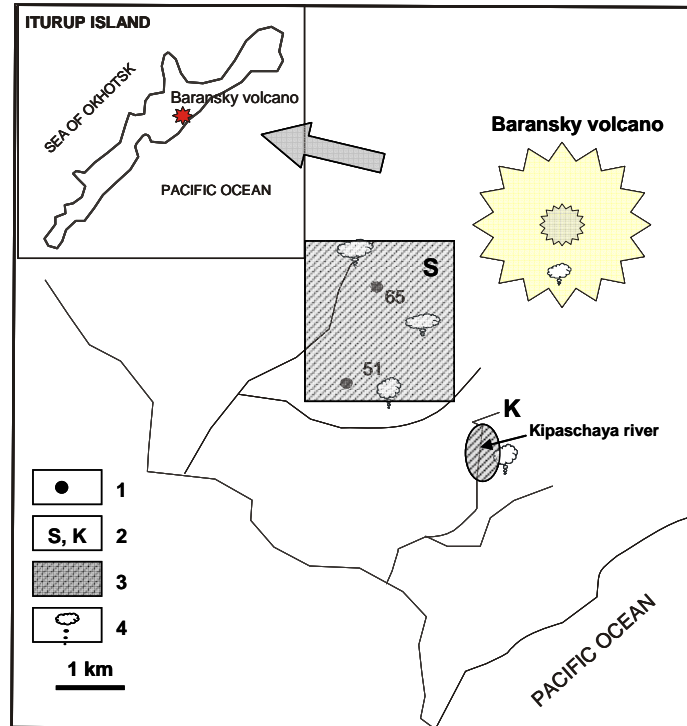 ITURUP ISLAND
SEA OF OKHOTSK
Baransky volcano
PACIFIC OCEAN
Baransky volcano
S
65
51
K
Kipaschaya river
1
S, K 2
3
4
1 km
PACIFIC OCEAN